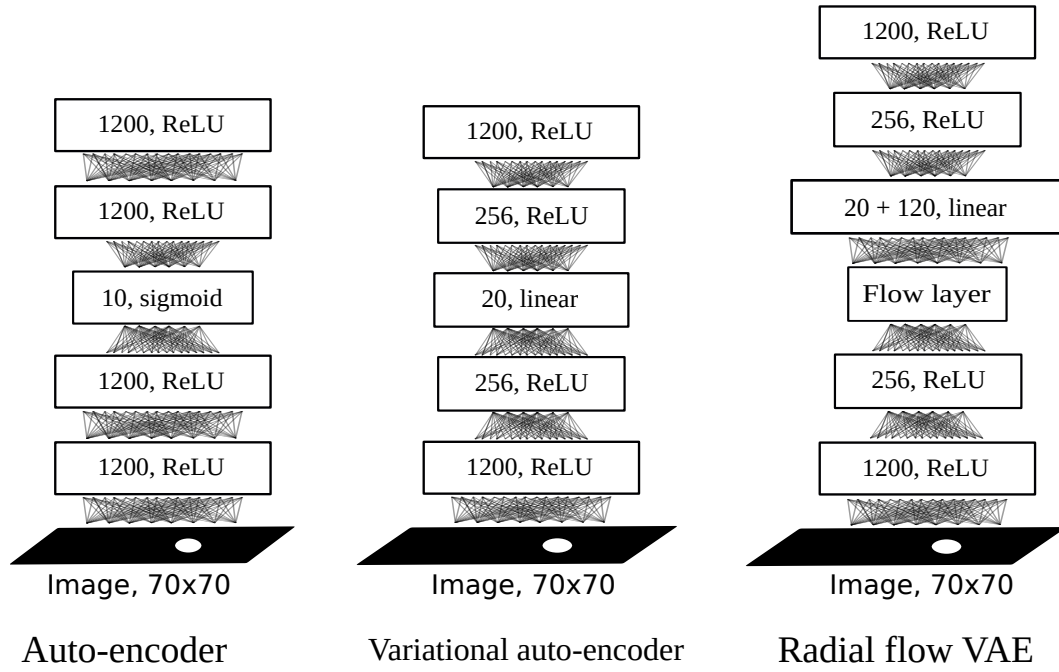 1200, ReLU
1200, ReLU
10, sigmoid
1200, ReLU
1200, ReLU
Image, 70x70
Auto-encoder
1200, ReLU
256, ReLU
20, linear
256, ReLU
1200, ReLU
Image, 70x70
Variational auto-encoder
1200, ReLU
256, ReLU
20 + 120, linear
Flow layer
256, ReLU
1200, ReLU
Image, 70x70
Radial flow VAE